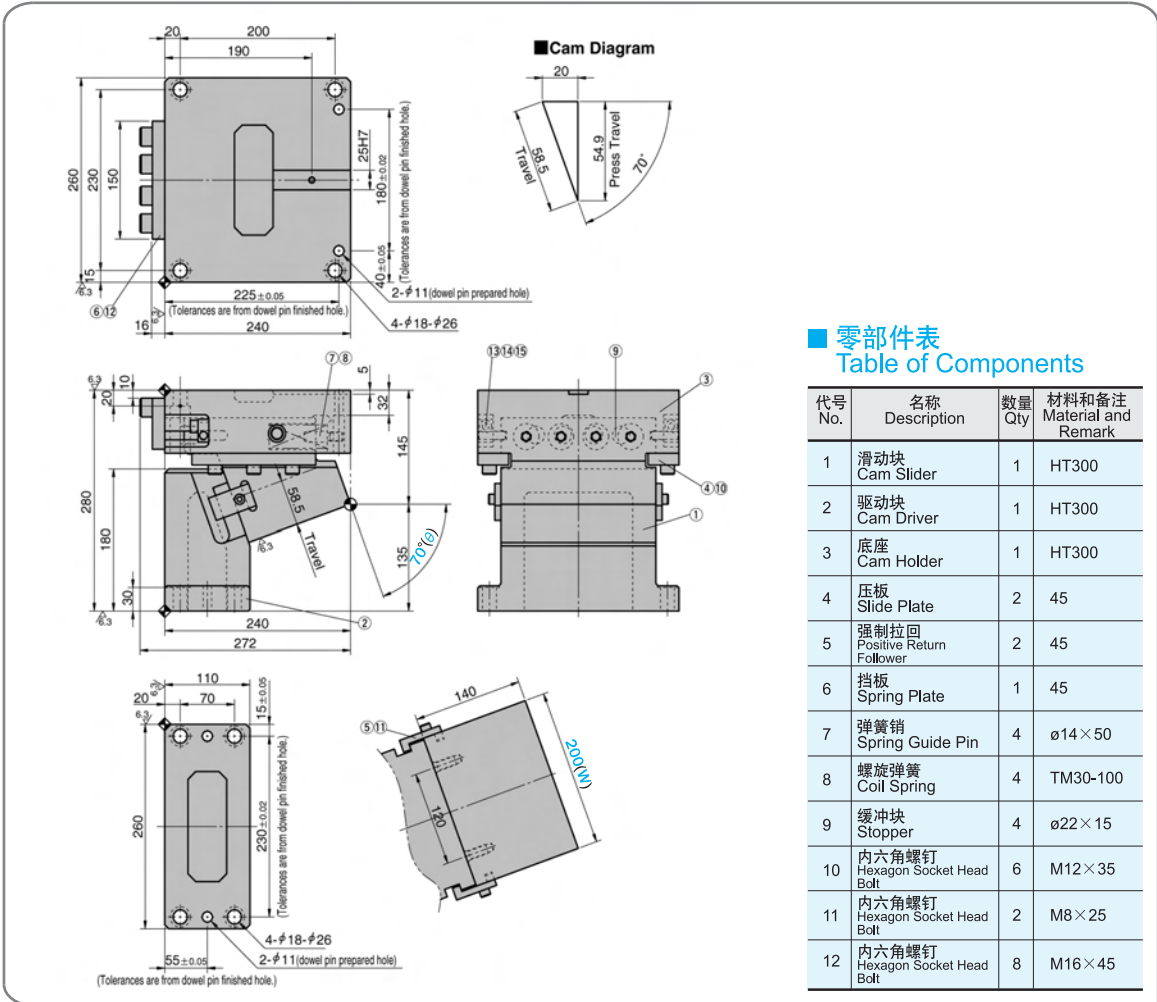 20
200
190
260
230
150
15
25H7
180±0.02
40±0.05
(Tolerances are from dowel pin finished hole.)
6.3
⑥⑫
16
6.3
225±0.05
(Tolerances are from dowel pin finished hole.)
240
2-φ11(dowel pin prepared hole)
4-φ18-φ26
■Cam Diagram
20
58.5
Travel
54.9
Press Travel
70°
6.3
10
20
⑦⑧
5
32
145
280
180
30
58.5
Travel
6.3
135
70°(θ)
6.3
②
240
272
⑬⑭⑮
⑨
③
④⑩
①
110
6.3
20
70
6.3
15±0.05
260
230±0.02
(Tolerances are from dowel pin finished hole.)
4-φ18-φ26
55±0.05
2-φ11(dowel pin prepared hole)
(Tolerances are from dowel pin finished hole.)
⑤⑪
140
200(W)
120
■ 零部件表
Table of Components
代号 名称 数量 材料和备注
No. Description Qty Material and
Remark
1 滑动块 1 HT300
Cam Slider
2 驱动块 1 HT300
Cam Driver
3 底座 1 HT300
Cam Holder
4 压板 2 45
Slide Plate
5 强制拉回 2 45
Positive Return
Follower
6 挡板 1 45
Spring Plate
7 弹簧销 4 ø14×50
Spring Guide Pin
8 螺旋弹簧 4 TM30-100
Coil Spring
9 缓冲块 4 ø22×15
Stopper
10 内六角螺钉 6 M12×35
Hexagon Socket Head
Bolt
11 内六角螺钉 2 M8×25
Hexagon Socket Head
Bolt
12 内六角螺钉 8 M16×45
Hexagon Socket Head
Bolt